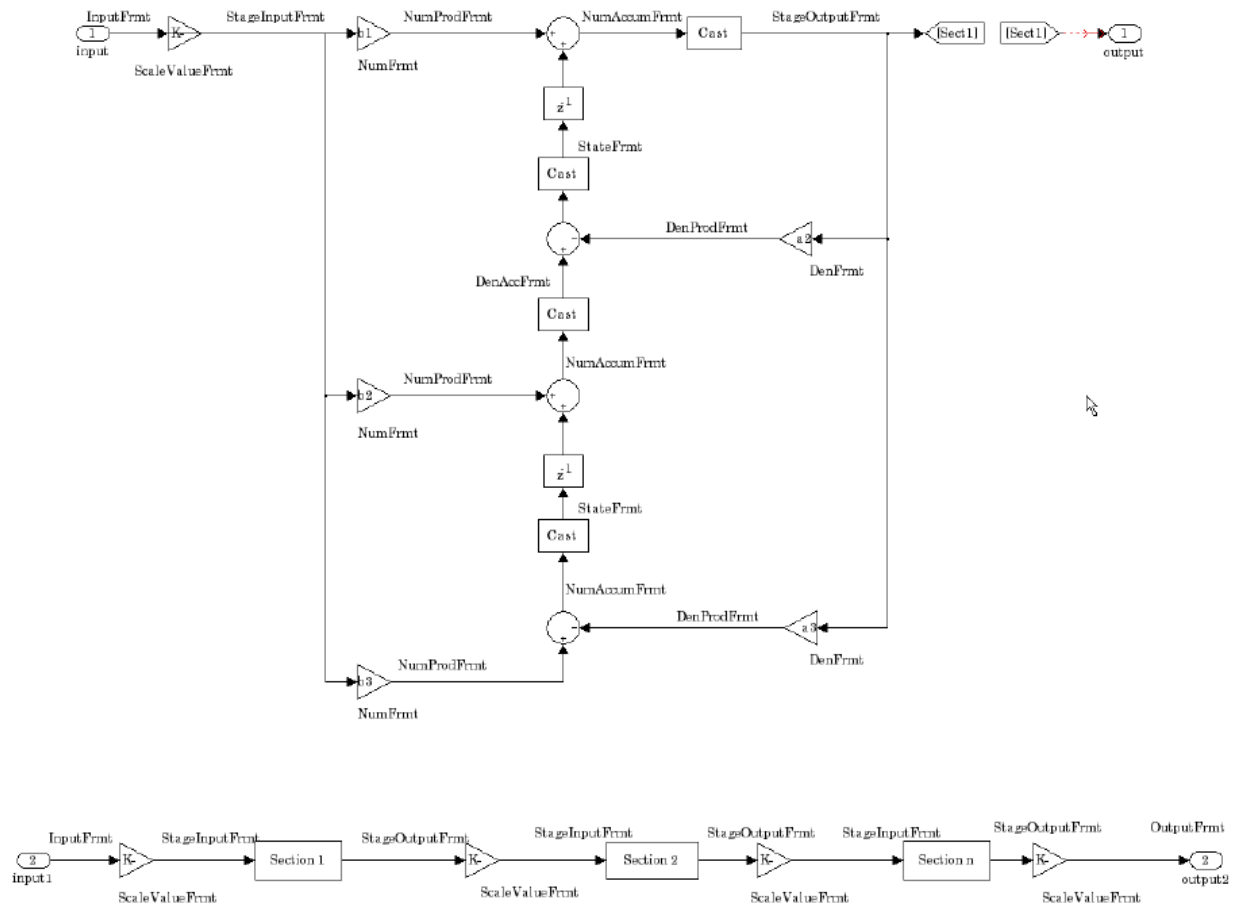 InputFrmt
StageInputFrmt
NumProdFrmt
NumAccumFrmt
StageOutputFrmt
1
K-
b1
+
+
Cast
[Sect1]
[Sect1]
1
input
output
ScaleValueFrmt
NumFrmt
z-1
StateFrmt
Cast
DenProdFrmt
-
+
a2
DenAccFrmt
DenFrmt
Cast
NumAccumFrmt
NumProdFrmt
b2
+
+
NumFrmt
z-1
StateFrmt
Cast
NumAccumFrmt
DenProdFrmt
-
+
a3
NumProdFrmt
DenFrmt
b3
NumFrmt
InputFrmt
StageInputFrmt
StageOutputFrmt
StageInputFrmt
StageOutputFrmt
StageInputFrmt
StageOutputFrmt
OutputFrmt
2
K-
Section 1
K-
Section 2
K-
Section n
K-
2
input1
output2
ScaleValueFrmt
ScaleValueFrmt
ScaleValueFrmt
ScaleValueFrmt